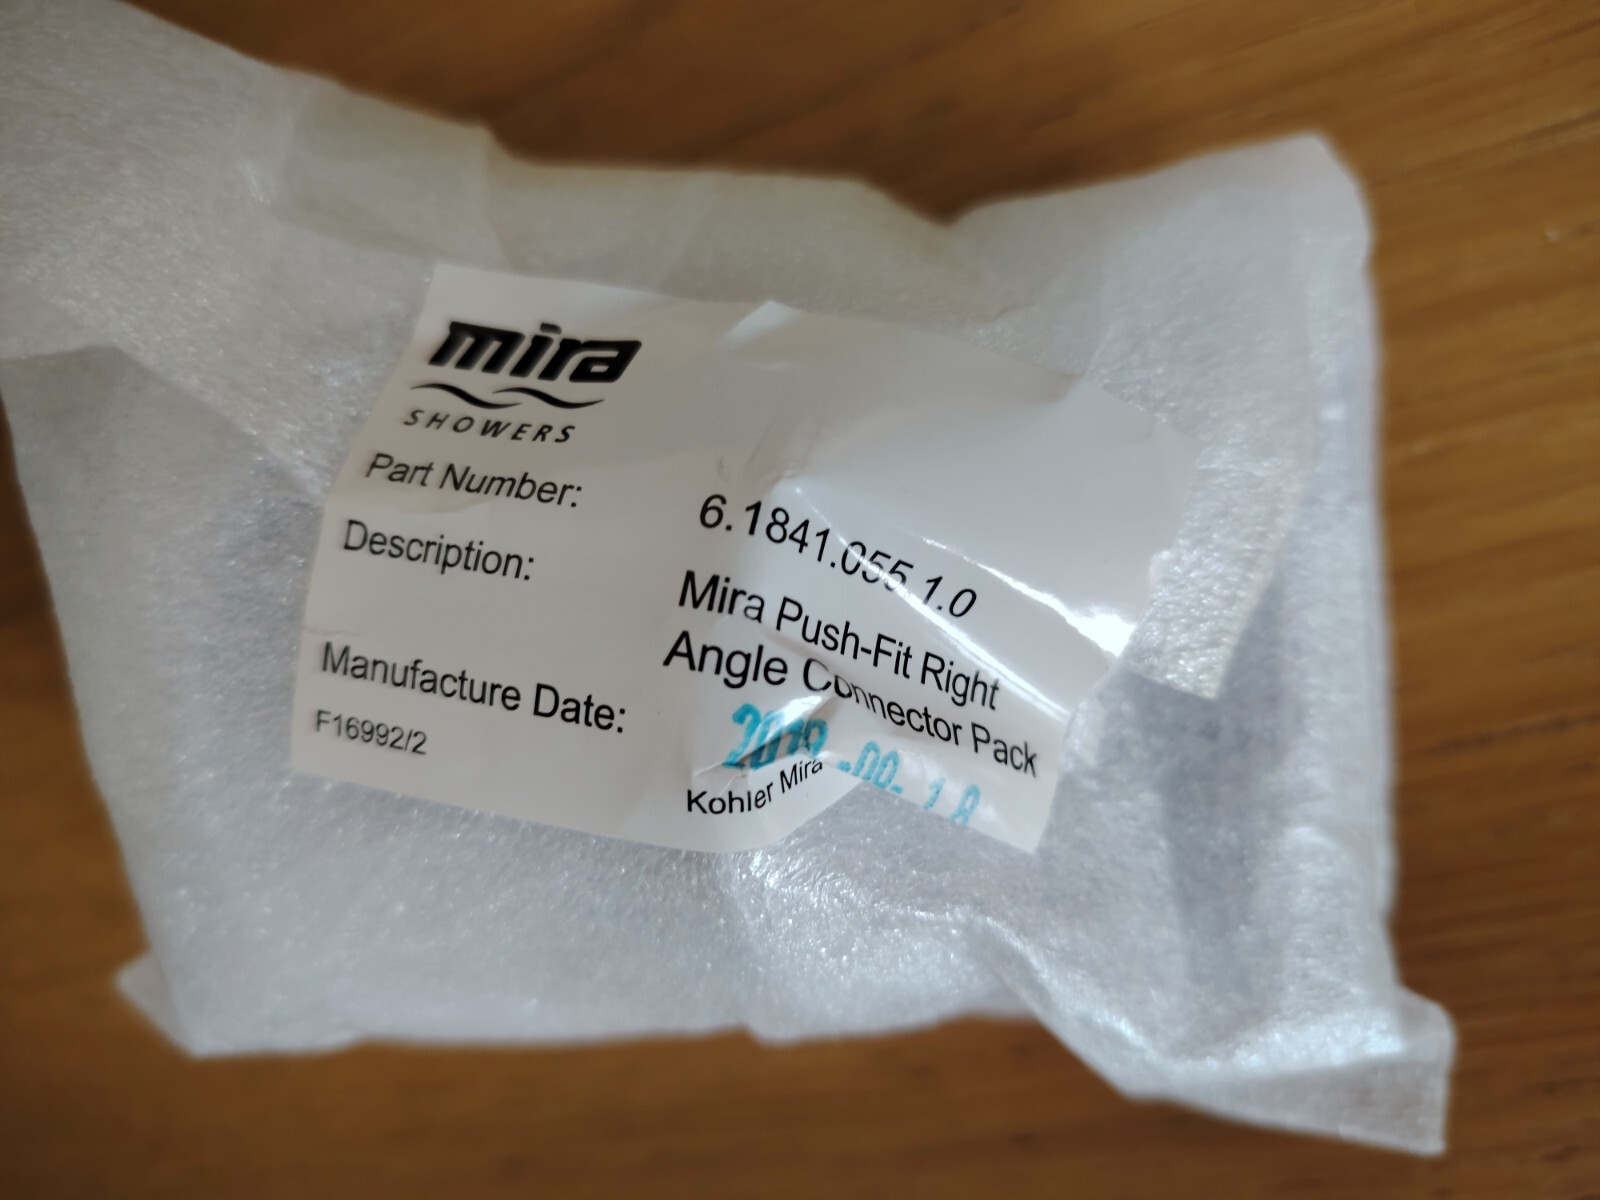 mira
SHOWERS
Part Number: 6.1841.055.1.0
Description: Mira Push-Fit Right
Angle Connector Pack
Manufacture Date:
F16992/2
Kohler Mira